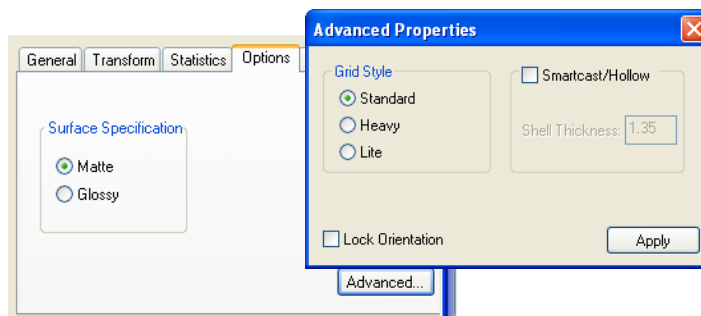 General Transform Statistics Options
Surface Specification
Matte
Glossy
Advanced...
Advanced Properties
Grid Style
Standard
Heavy
Lite
Smartcast/Hollow
Shell Thickness: 1.35
Lock Orientation
Apply